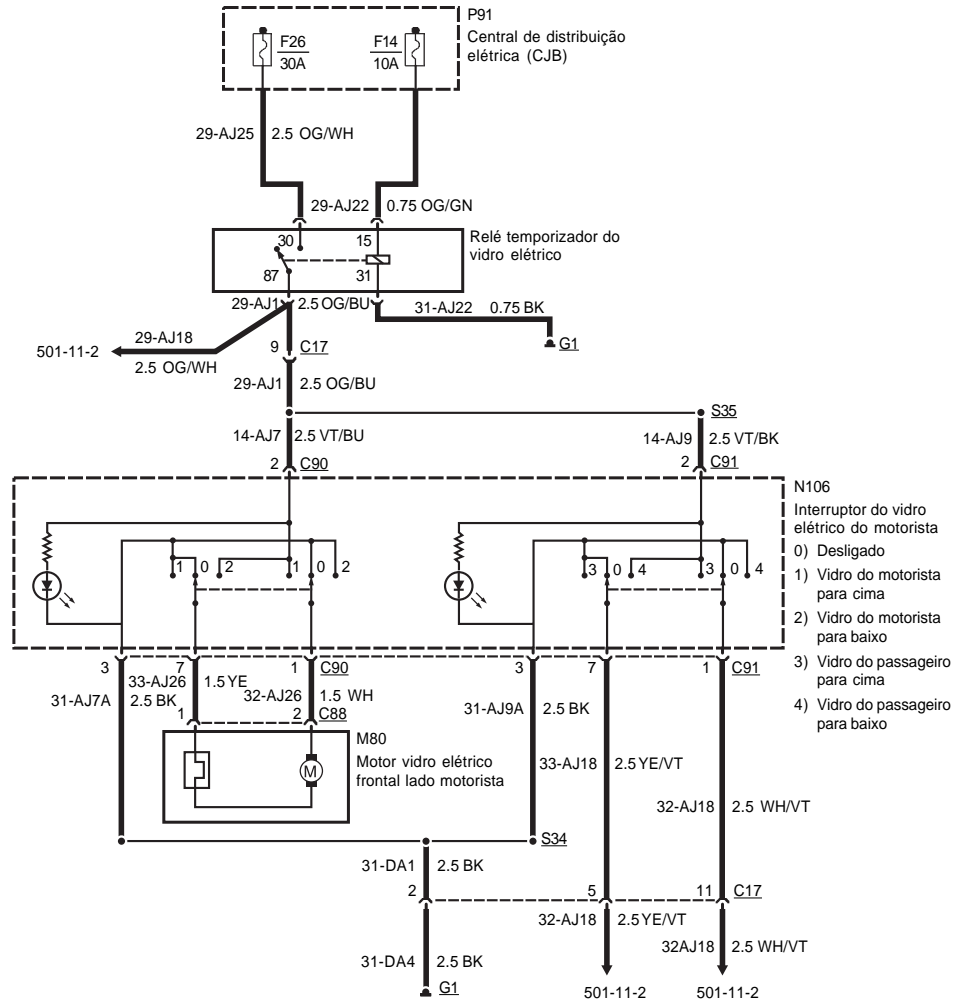 P91
Central de distribuição
elétrica (CJB)
F26
30A
F14
10A
29-AJ25 2.5 OG/WH
29-AJ22 0.75 OG/GN
30 15
87 31
Relé temporizador do
vidro elétrico
29-AJ1 2.5 OG/BU
31-AJ22 0.75 BK
G1
29-AJ18
501-11-2
2.5 OG/WH
9 C17
29-AJ1 2.5 OG/BU
S35
14-AJ7 2.5 VT/BU
14-AJ9 2.5 VT/BK
2 C90
2 C91
N106
Interruptor do vidro
elétrico do motorista
0) Desligado
1) Vidro do motorista
para cima
2) Vidro do motorista
para baixo
3) Vidro do passageiro
para cima
4) Vidro do passageiro
para baixo
1 0 2 1 0 2
3 0 4 3 0 4
3 7 1 C90
3 7 1 C91
31-AJ7A 2.5 BK
33-AJ26 1.5 YE
32-AJ26 1.5 WH
1 2 C88
M80
Motor vidro elétrico
frontal lado motorista
M
31-AJ9A 2.5 BK
33-AJ18 2.5 YE/VT
32-AJ18 2.5 WH/VT
S34
31-DA1 2.5 BK
2 5 11 C17
32-AJ18 2.5 YE/VT
32AJ18 2.5 WH/VT
31-DA4 2.5 BK
G1
501-11-2
501-11-2